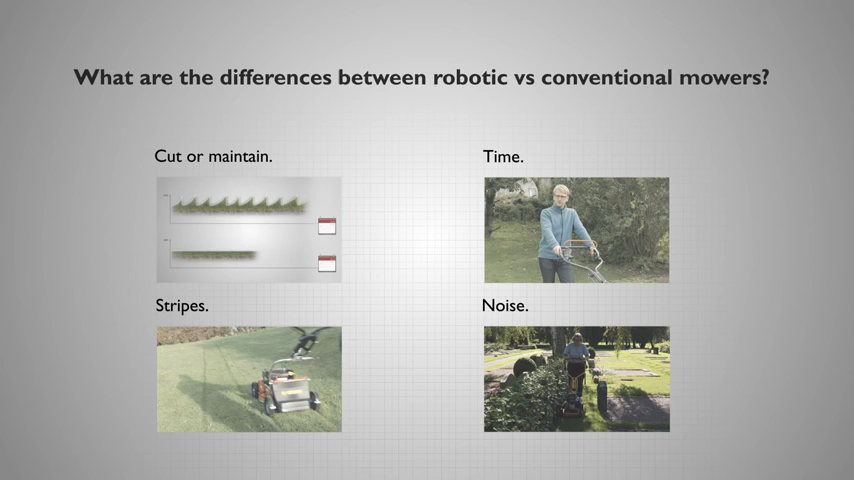 What are the differences between robotic vs conventional mowers?
Cut or maintain.
Time.
Stripes.
Noise.